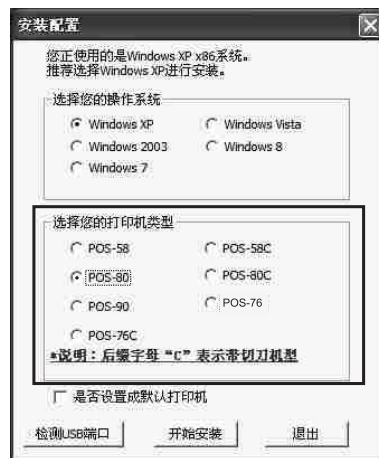 安装配置
您正使用的是Windows XP x86系统。
推荐选择Windows XP进行安装。
选择您的操作系统
Windows XP Windows Vista
Windows 2003 Windows 8
Windows 7
选择您的打印机类型
POS-58 POS-58C
POS-80 POS-80C
POS-90 POS-76
POS-76C
*说明：后缀字母“C”表示带切刀机型
是否设置成默认打印机
检测USB端口 开始安装 退出